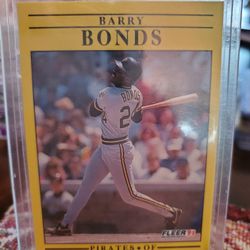 BARRY
BONDS
BONDS
24
FLEER 91
PIRATES • OF